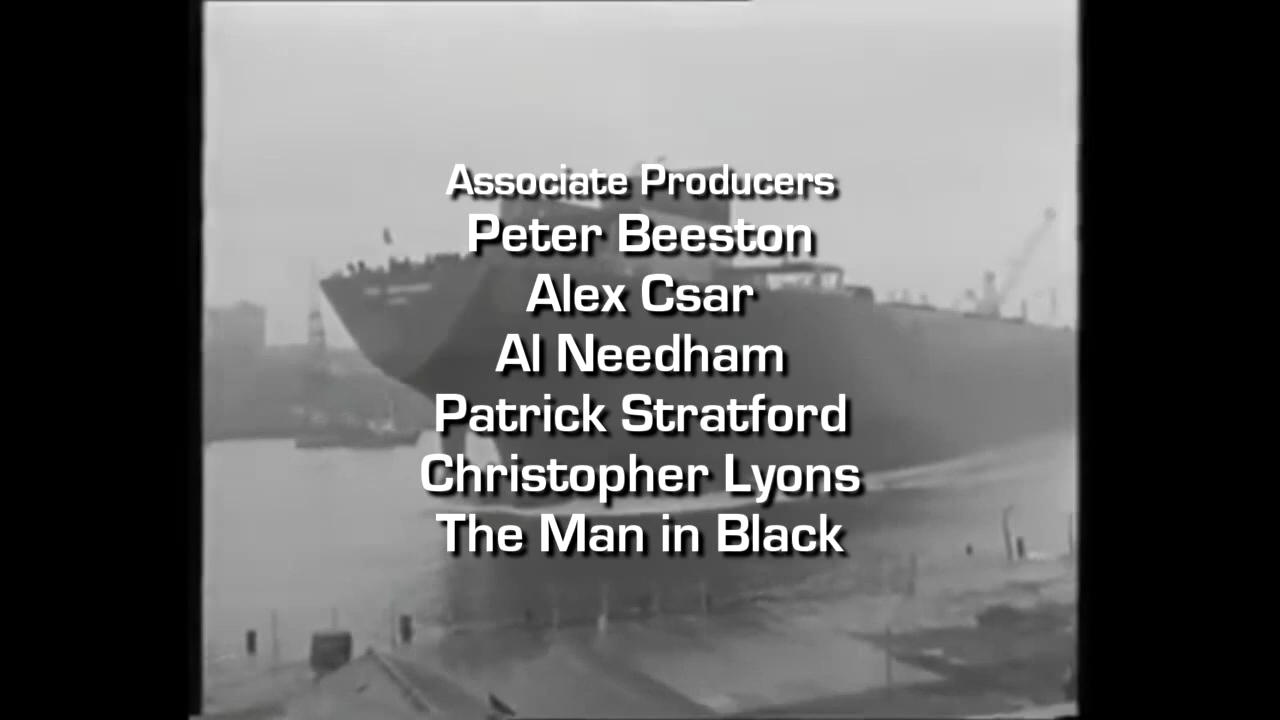 Associate Producers
Peter Beeston
Alex Csar
Al Needham
Patrick Stratford
Christopher Lyons
The Man in Black